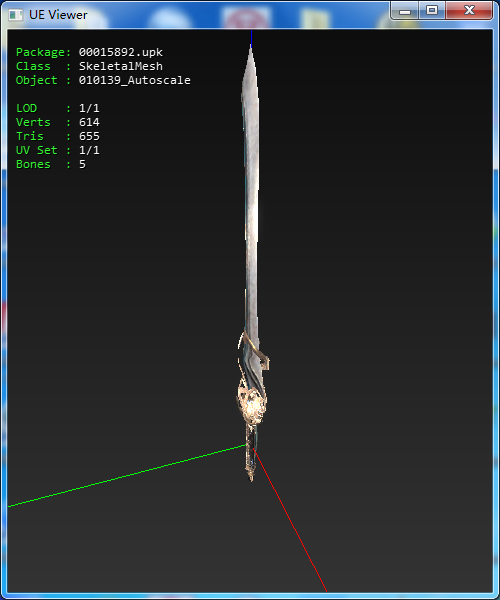 UE Viewer
Package: 00015892.upk
Class : SkeletalMesh
Object : 010139_Autoscale
LOD : 1/1
Verts : 614
Tris : 655
UV Set : 1/1
Bones : 5